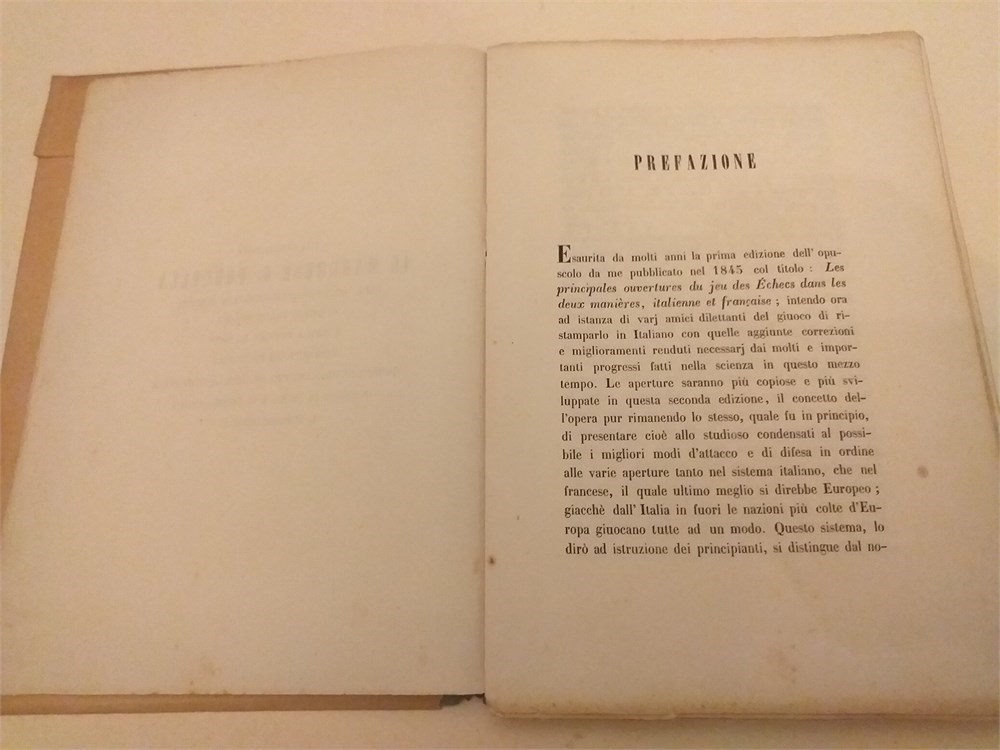 PREFAZIONE
Esaurita da molti anni la prima edizione dell' opu-
scolo da me pubblicato nel 1843 col titolo : Les
principales ouvertures du jeu des Échecs dans les
deux manières, italienne et française ; intendo ora
ad istanza di varj amici dilettanti del giuoco di ri-
stamparlo in Italiano con quelle aggiunte correzioni
e miglioramenti renduti necessarj dai molti e impor-
tanti progressi fatti nella scienza in questo mezzo
tempo. Le aperture saranno più copiose e più svi-
luppate in questa seconda edizione, il concetto del-
l'opera pur rimanendo lo stesso, quale fu in principio,
di presentare cioè allo studioso condensati al possi-
bile i migliori modi d'attacco e di difesa in ordine
alle varie aperture tanto nel sistema italiano, che nel
francese, il quale ultimo meglio si direbbe Europeo ;
giacchè dall' Italia in fuori le nazioni più colte d'Eu-
ropa giuocano tutte ad un modo. Questo sistema, lo
dirò ad istruzione dei principianti, si distingue dal no-